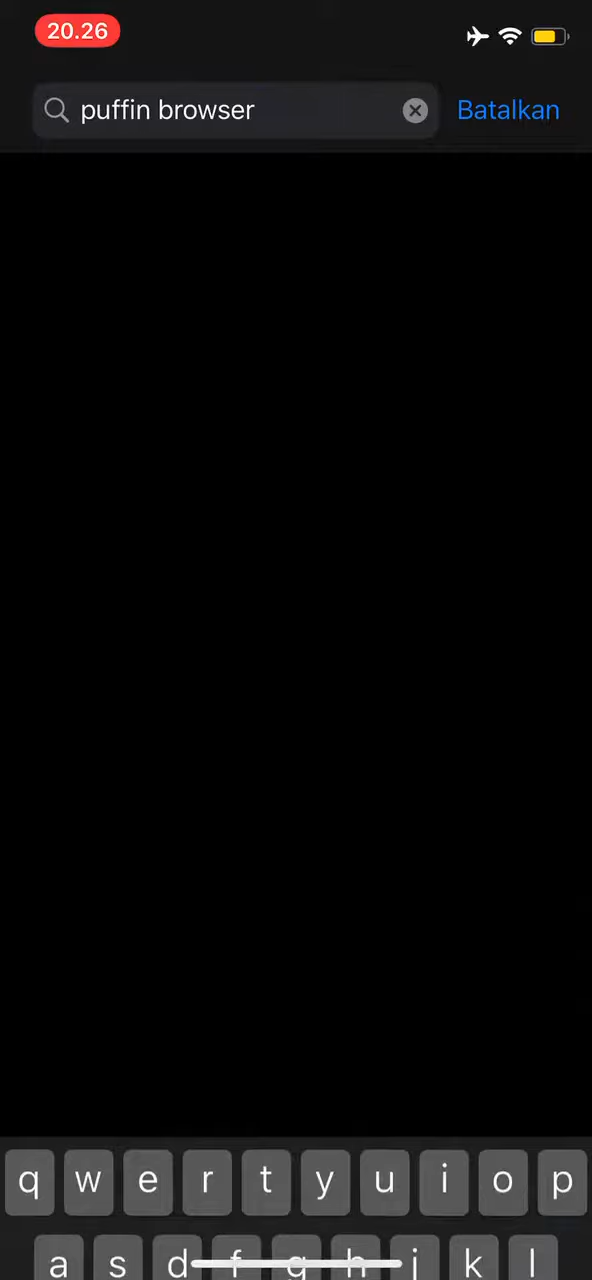 20.26
puffin browser
Batalkan
q w e r t y u i o p
a s d f g h j k l